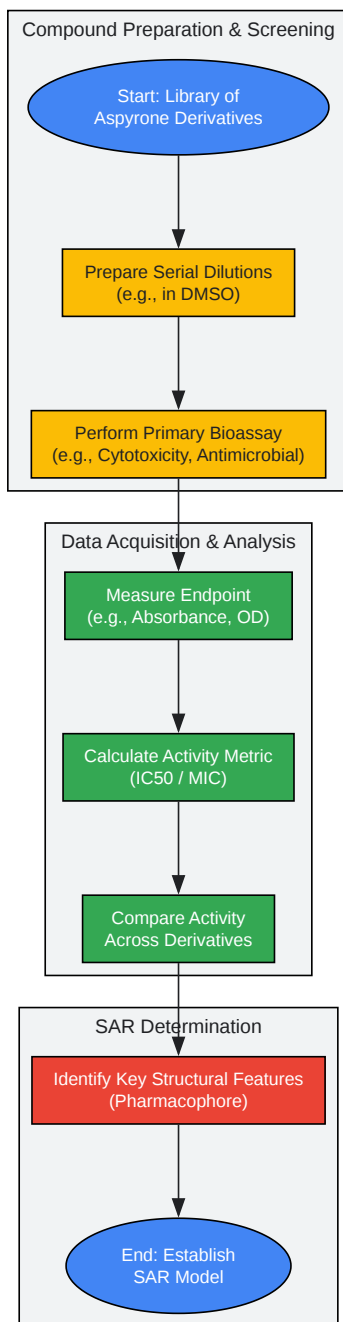 Compound Preparation & Screening
Start: Library of
Aspyrone Derivatives
Prepare Serial Dilutions
(e.g., in DMSO)
Perform Primary Bioassay
(e.g., Cytotoxicity, Antimicrobial)
Data Acquisition & Analysis
Measure Endpoint
(e.g., Absorbance, OD)
Calculate Activity Metric
(IC50 / MIC)
Compare Activity
Across Derivatives
SAR Determination
Identify Key Structural Features
(Pharmacophore)
End: Establish
SAR Model